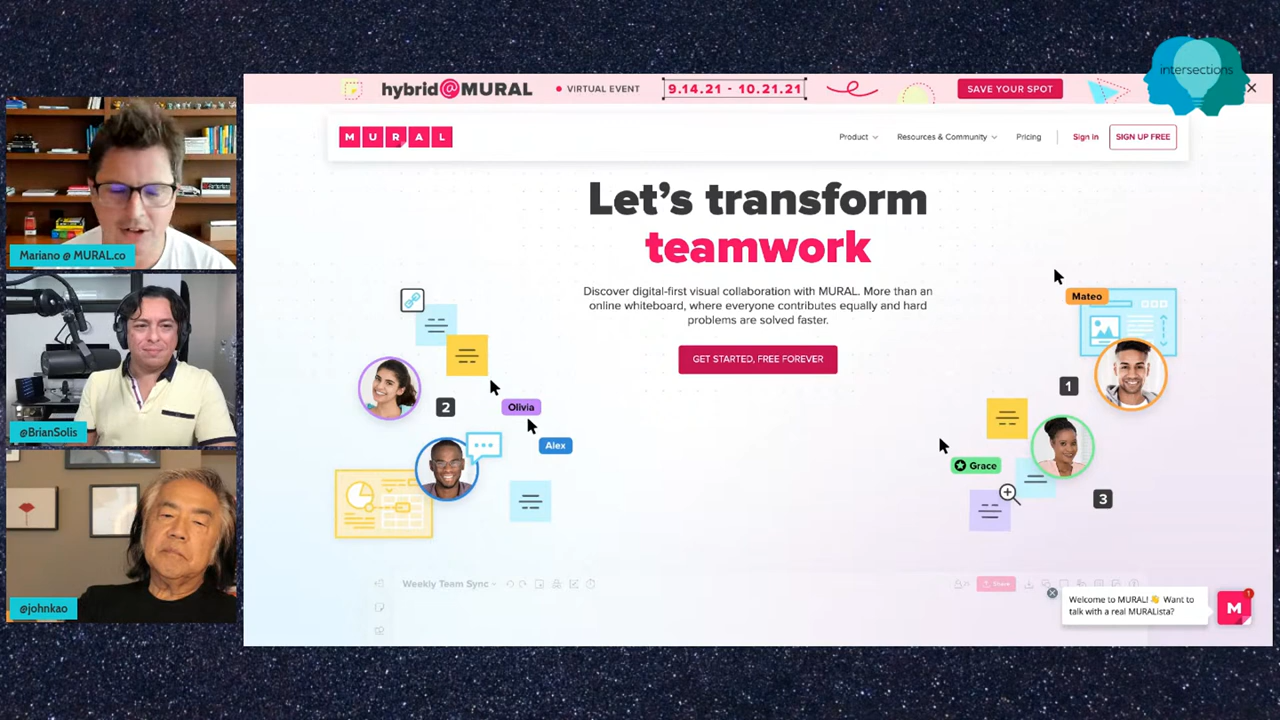 intersections
hybrid@MURAL
VIRTUAL EVENT
9.14.21 - 10.21.21
SAVE YOUR SPOT
MURAL
Product
Resources & Community
Pricing
Sign In
SIGN UP FREE
Let's transform
teamwork
Discover digital-first visual collaboration with MURAL. More than an
online whiteboard, where everyone contributes equally and hard
problems are solved faster.
GET STARTED, FREE FOREVER
Mateo
1
2
Olivia
Alex
Grace
3
Weekly Team Sync
Share
Welcome to MURAL! 👋 Want to
talk with a real MURALista?
M
1
Mariano @ MURAL.co
@BrianSolis
@johnkao